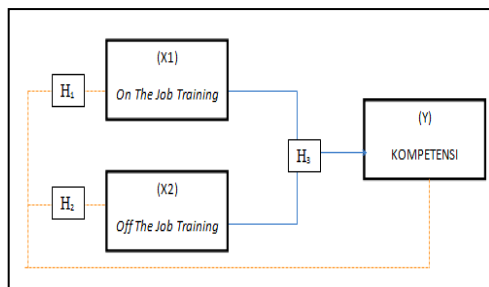 (X1)
On The Job Training
H₁
(Y)
KOMPETENSI
H₃
(X2)
Off The Job Training
H₂